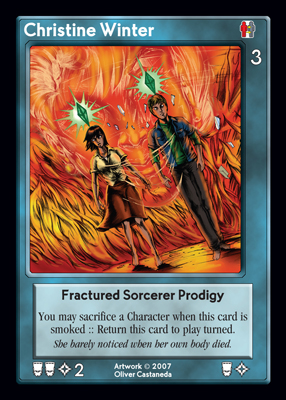 Christine Winter
3
Fractured Sorcerer Prodigy
You may sacrifice a Character when this card is
smoked :: Return this card to play turned.
She barely noticed when her own body died.
2
Artwork © 2007
Oliver Castaneda